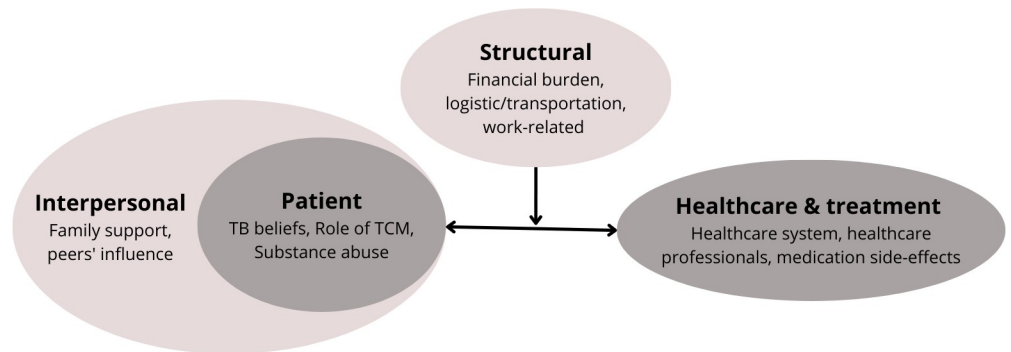 Structural
Financial burden,
logistic/transportation,
work-related
Interpersonal
Family support,
peers' influence
Patient
TB beliefs, Role of TCM,
Substance abuse
Healthcare & treatment
Healthcare system, healthcare
professionals, medication side-effects